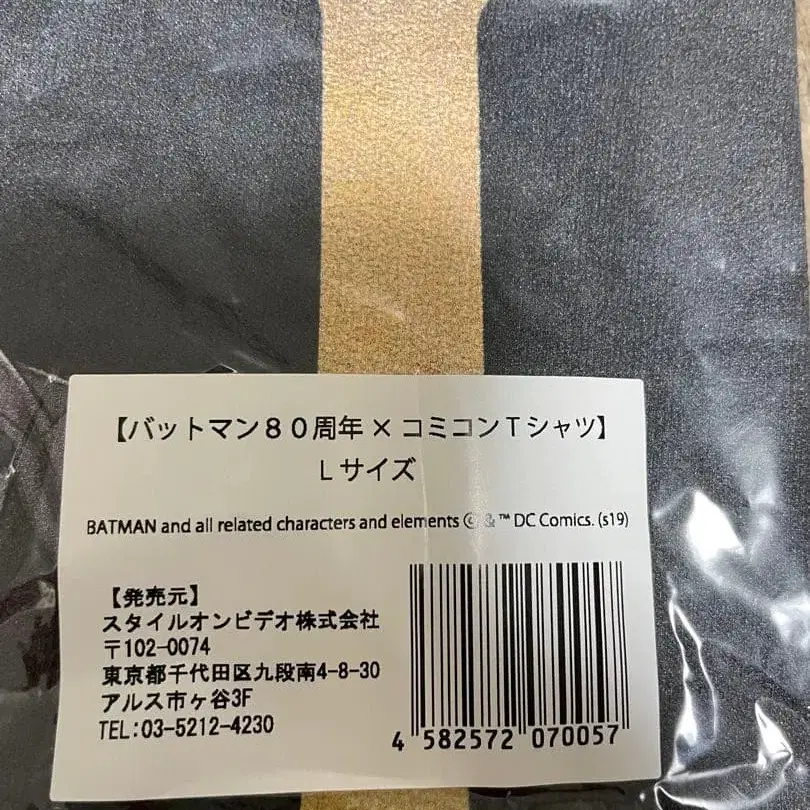 【バットマン８０周年 × コミコンTシャツ】
Lサイズ
BATMAN and all related characters and elements © & ™ DC Comics. (s19)
【発売元】
スタイルオンビデオ株式会社
〒102-0074
東京都千代田区九段南4-8-30
アルス市ヶ谷3F
TEL:03-5212-4230
4 582572 070057